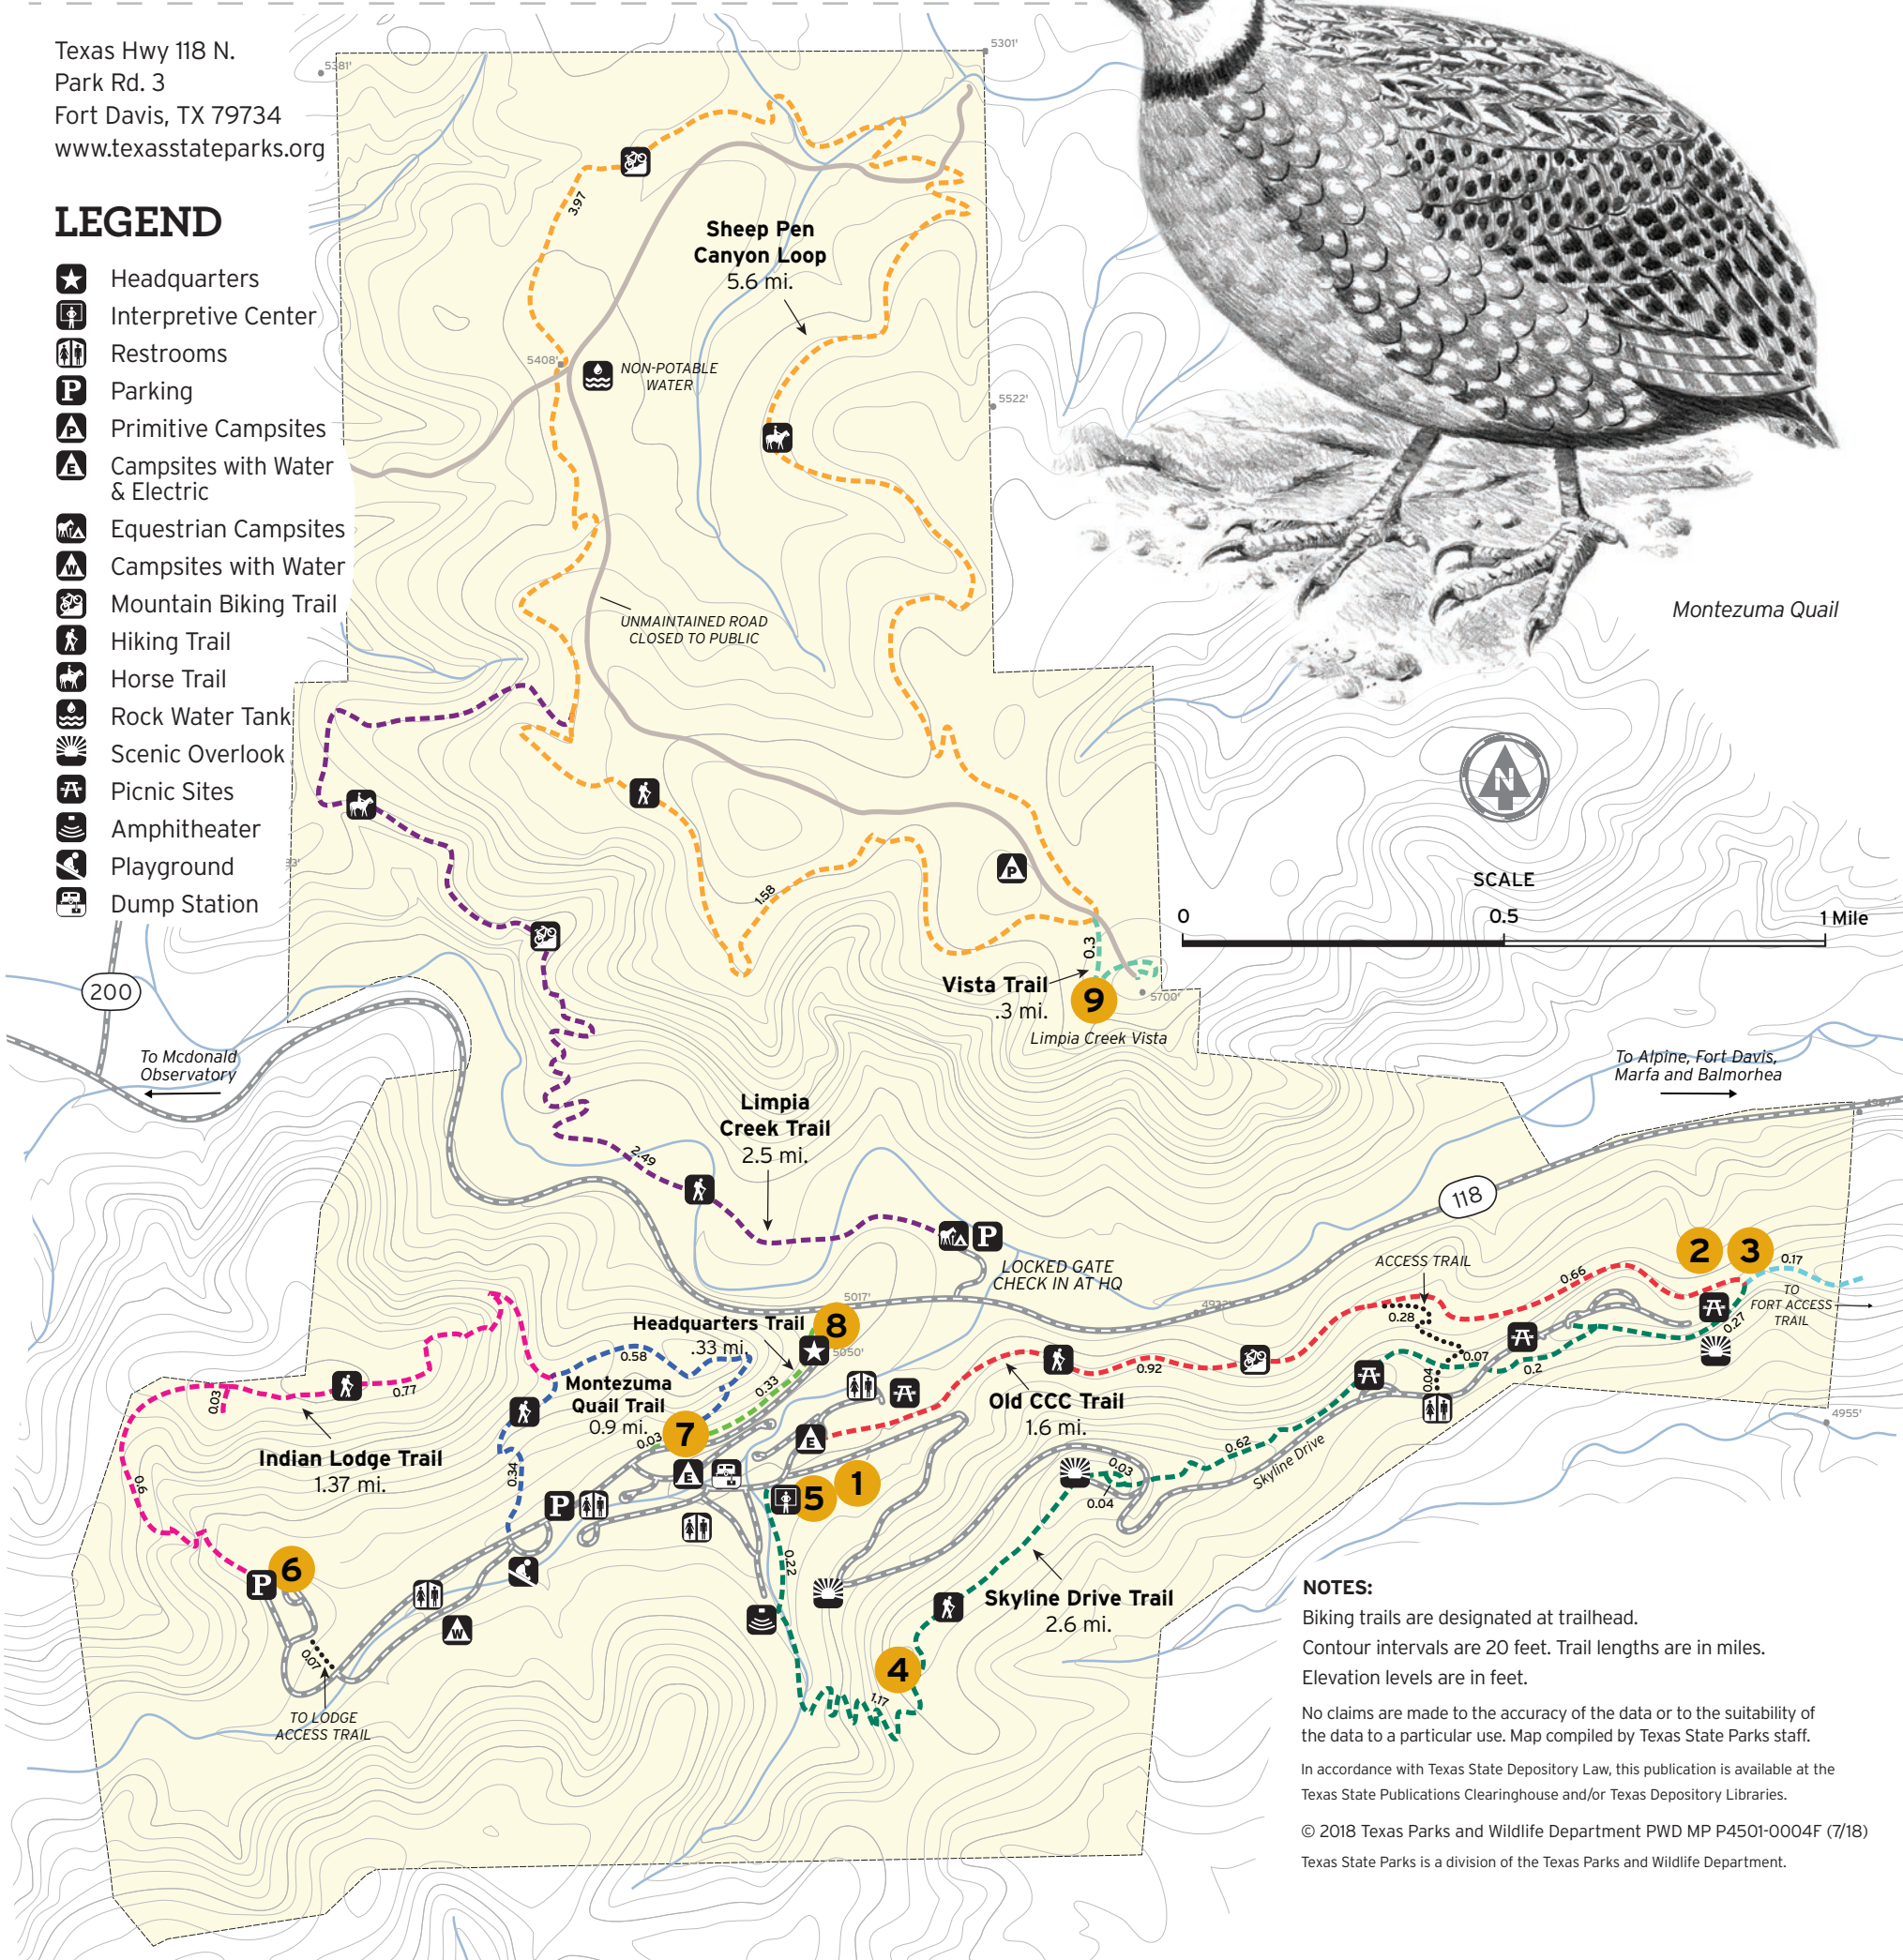 Texas Hwy 118 N.
Park Rd. 3
Fort Davis, TX 79734
www.texasstateparks.org
LEGEND
Headquarters
Interpretive Center
Restrooms
P Parking
P Primitive Campsites
E Campsites with Water
& Electric
Equestrian Campsites
W Campsites with Water
Mountain Biking Trail
Hiking Trail
Horse Trail
Rock Water Tank
Scenic Overlook
Picnic Sites
Amphitheater
Playground
Dump Station
5381'
5301'
3.97
Sheep Pen
Canyon Loop
5.6 mi.
5408'
NON-POTABLE
WATER
5522'
UNMAINTAINED ROAD
CLOSED TO PUBLIC
Montezuma Quail
N
SCALE
0
0.5
1 Mile
P
1.58
0.3
Vista Trail
.3 mi.
9
5700'
Limpia Creek Vista
200
To Mcdonald
Observatory
To Alpine, Fort Davis,
Marfa and Balmorhea
Limpia
Creek Trail
2.5 mi.
2.49
118
P
LOCKED GATE
CHECK IN AT HQ
ACCESS TRAIL
0.66
2
3
0.17
TO
FORT ACCESS
TRAIL
0.27
0.28
0.07
0.04
0.2
5017'
Headquarters Trail
.33 mi.
8
5050'
0.58
0.33
Montezuma
Quail Trail
0.9 mi.
0.03
7
0.92
Old CCC Trail
1.6 mi.
0.77
0.03
Indian Lodge Trail
1.37 mi.
0.6
0.34
E
E
P
5
1
0.03
0.04
0.62
Skyline Drive
4955'
0.22
6
P
W
0.07
TO LODGE
ACCESS TRAIL
Skyline Drive Trail
2.6 mi.
4
1.17
NOTES:
Biking trails are designated at trailhead.
Contour intervals are 20 feet. Trail lengths are in miles.
Elevation levels are in feet.
No claims are made to the accuracy of the data or to the suitability of
the data to a particular use. Map compiled by Texas State Parks staff.
In accordance with Texas State Depository Law, this publication is available at the
Texas State Publications Clearinghouse and/or Texas Depository Libraries.
© 2018 Texas Parks and Wildlife Department PWD MP P4501-0004F (7/18)
Texas State Parks is a division of the Texas Parks and Wildlife Department.